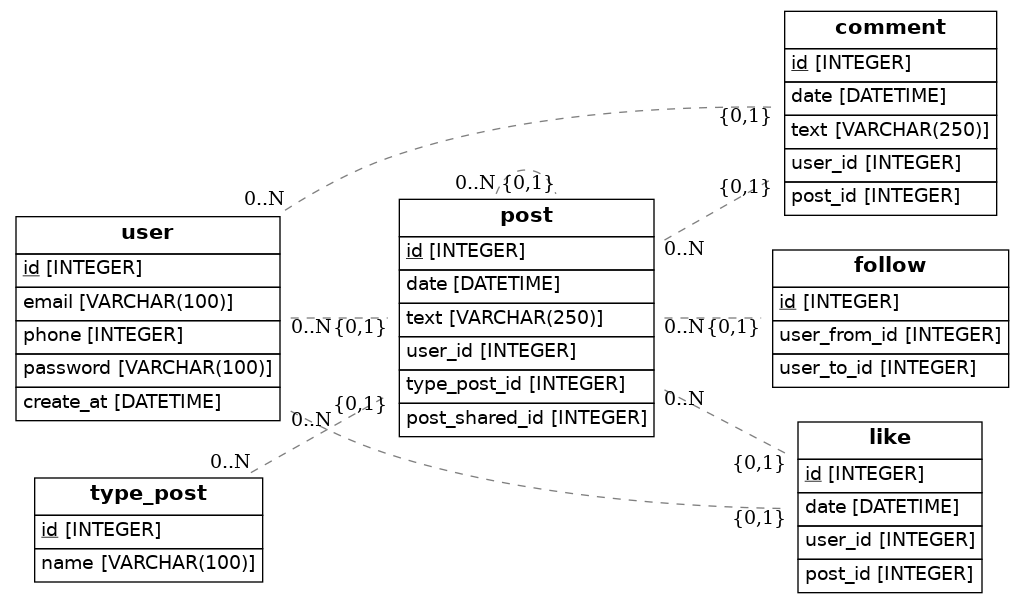 comment
id [INTEGER]
date [DATETIME]
text [VARCHAR(250)]
user_id [INTEGER]
post_id [INTEGER]
{0,1}
{0,1}
0..N
0..N {0,1}
user
id [INTEGER]
email [VARCHAR(100)]
phone [INTEGER]
password [VARCHAR(100)]
create_at [DATETIME]
post
id [INTEGER]
date [DATETIME]
text [VARCHAR(250)]
user_id [INTEGER]
type_post_id [INTEGER]
post_shared_id [INTEGER]
0..N {0,1}
0..N
0..N {0,1}
follow
id [INTEGER]
user_from_id [INTEGER]
user_to_id [INTEGER]
{0,1}
0..N
0..N
0..N
{0,1}
{0,1}
type_post
id [INTEGER]
name [VARCHAR(100)]
like
id [INTEGER]
date [DATETIME]
user_id [INTEGER]
post_id [INTEGER]